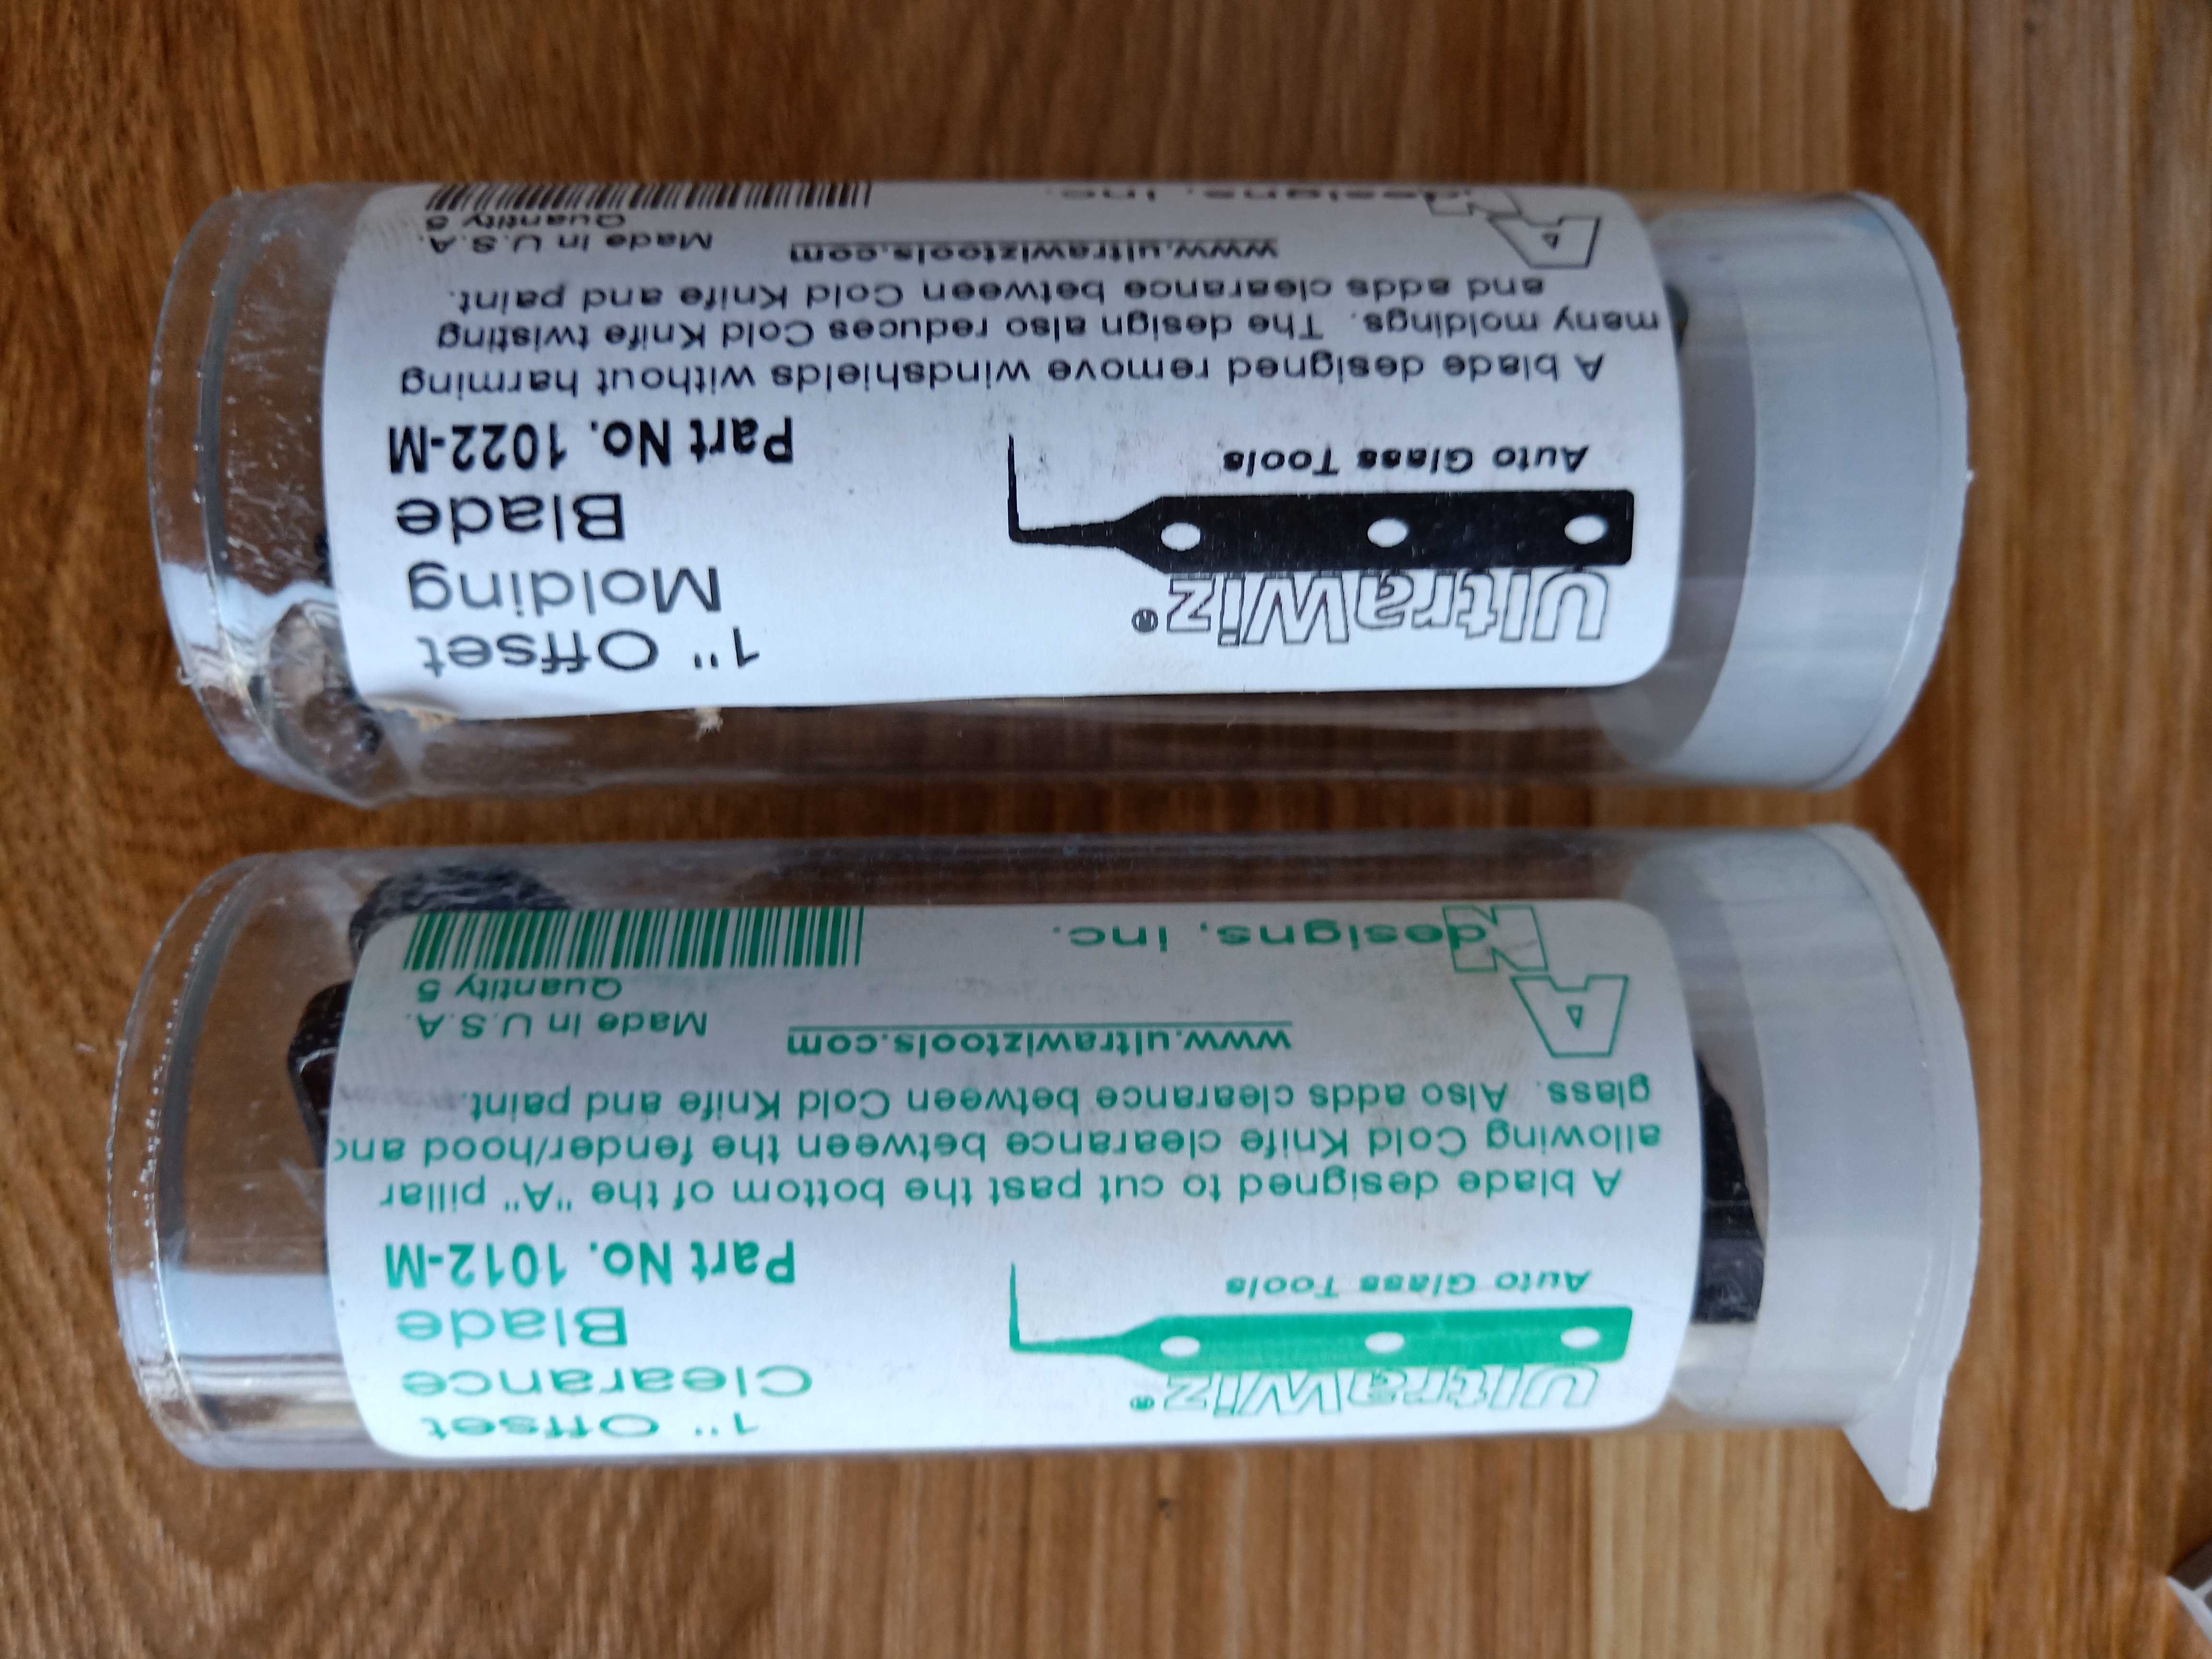 UltraWiz®
Auto Glass Tools
1" Offset
Clearance
Blade
Part No. 1012-M
A blade designed to cut past the bottom of the "A" pillar
allowing Cold Knife clearance between the fender/hood and
glass. Also adds clearance between Cold Knife and paint.
www.ultrawiztools.com
Made in U.S.A.
Quantity 5
A
N
designs, inc.
UltraWiz®
Auto Glass Tools
1" Offset
Molding
Blade
Part No. 1022-M
A blade designed remove windshields without harming
many moldings. The design also reduces Cold Knife twisting
and adds clearance between Cold Knife and paint.
www.ultrawiztools.com
Made in U.S.A.
Quantity 5
A
N
designs, inc.